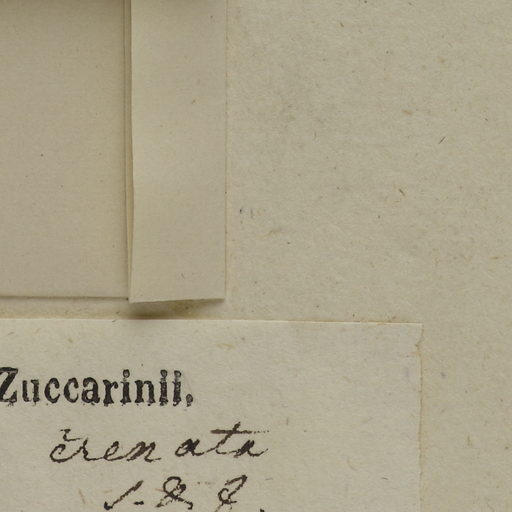 Zuccarinii.
crenata
S. & Z.